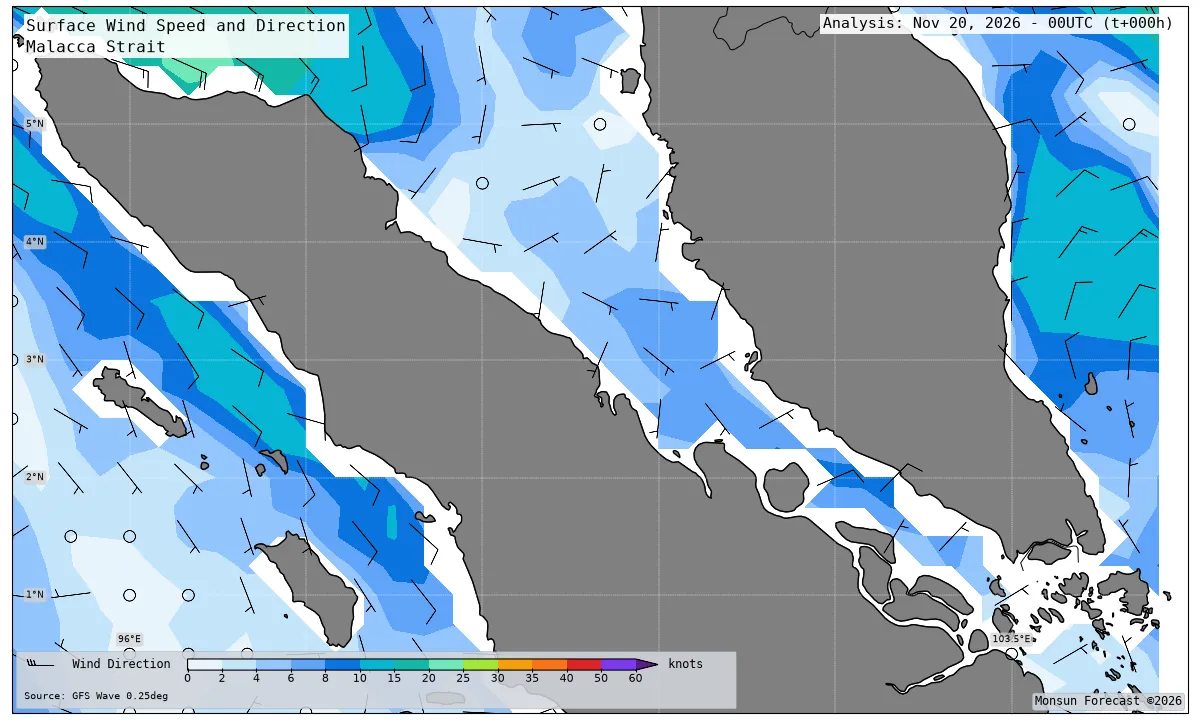 Surface Wind Speed and Direction
Malacca Strait
Analysis: Nov 20, 2026 - 00UTC (t+000h)
5°N
4°N
3°N
2°N
1°N
96°E
103.5°E
Wind Direction
knots
0 2 4 6 8 10 15 20 25 30 35 40 50 60
Source: GFS Wave 0.25deg
Monsun Forecast ©2026